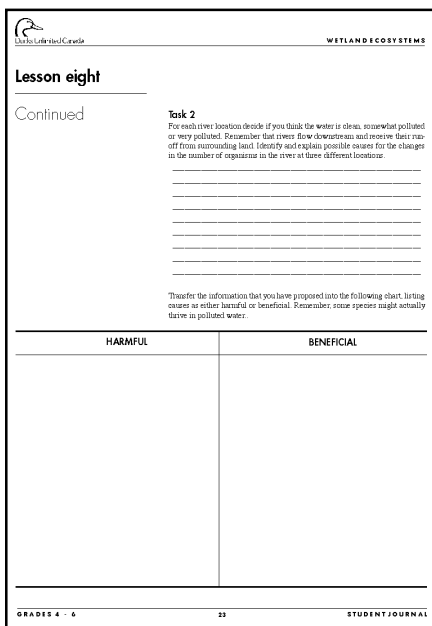 Ducks Unlimited Canada
WETLAND ECOSYSTEMS
Lesson eight
Continued
Task 2
For each river location decide if you think the water is clean, somewhat polluted
or very polluted. Remember that rivers flow downstream and receive their run-
off from surrounding land. Identify and explain possible causes for the changes
in the number of organisms in the river at three different locations.
Transfer the information that you have proposed into the following chart, listing
causes as either harmful or beneficial. Remember, some species might actually
thrive in polluted water..
HARMFUL BENEFICIAL
GRADES 4 - 6 23 STUDENT JOURNAL